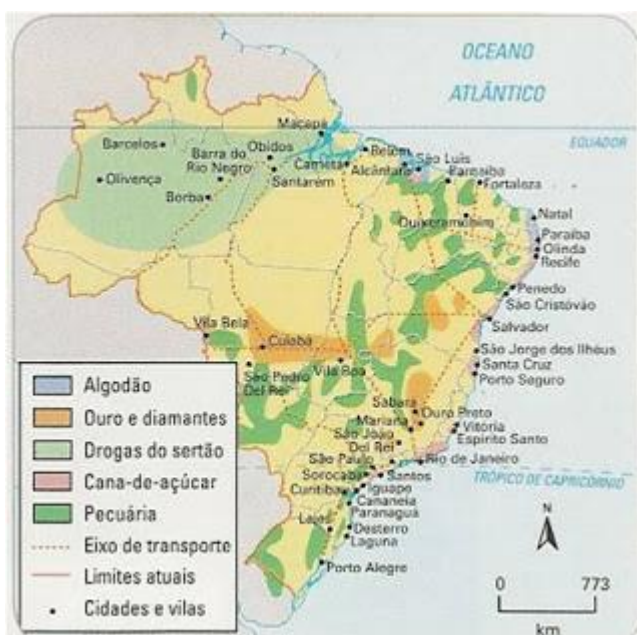 OCEANO
ATLÂNTICO
EQUADOR
Macapá
Barcelos
Óbidos
Barra do
Rio Negro
Belém
São Luís
Cametá
Alcântara
Parnaíba
Fortaleza
Olivença
Santarém
Borba
Quixeramobim
Natal
Paraíba
Olinda
Recife
Penedo
São Cristóvão
Salvador
Vila Bela
Cuiabá
São Jorge dos Ilhéus
Santa Cruz
Porto Seguro
São Pedro
Del Rei
Vila Boa
Sabará
Ouro Preto
Mariana
Vitória
Espírito Santo
São João
Del Rei
São Paulo
Rio de Janeiro
Sorocaba
Santos
TRÓPICO DE CAPRICÓRNIO
Curitiba
Iguape
Cananéia
Paranaguá
Lajes
Desterro
Laguna
Porto Alegre
Algodão
Ouro e diamantes
Drogas do sertão
Cana-de-açúcar
Pecuária
Eixo de transporte
Limites atuais
Cidades e vilas
N
0 773
km